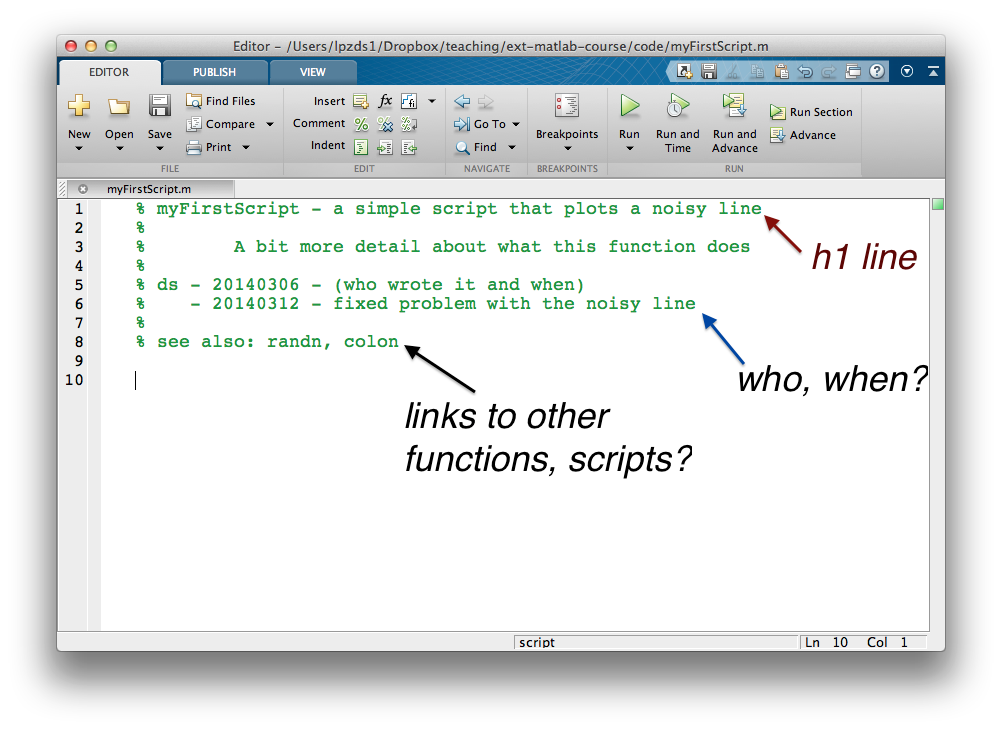 Editor - /Users/lpzds1/Dropbox/teaching/ext-matlab-course/code/myFirstScript.m
EDITOR PUBLISH VIEW
New Open Save
Find Files
Compare
Print
FILE
Insert fx
Comment
Indent
EDIT
Go To
Find
NAVIGATE
Breakpoints
BREAKPOINTS
Run
Run and
Time
Run and
Advance
Run Section
Advance
RUN
myFirstScript.m
1 % myFirstScript - a simple script that plots a noisy line
2 %
3 % A bit more detail about what this function does
4 %
5 % ds - 20140306 - (who wrote it and when)
6 % - 20140312 - fixed problem with the noisy line
7 %
8 % see also: randn, colon
9
10
h1 line
who, when?
links to other
functions, scripts?
script Ln 10 Col 1